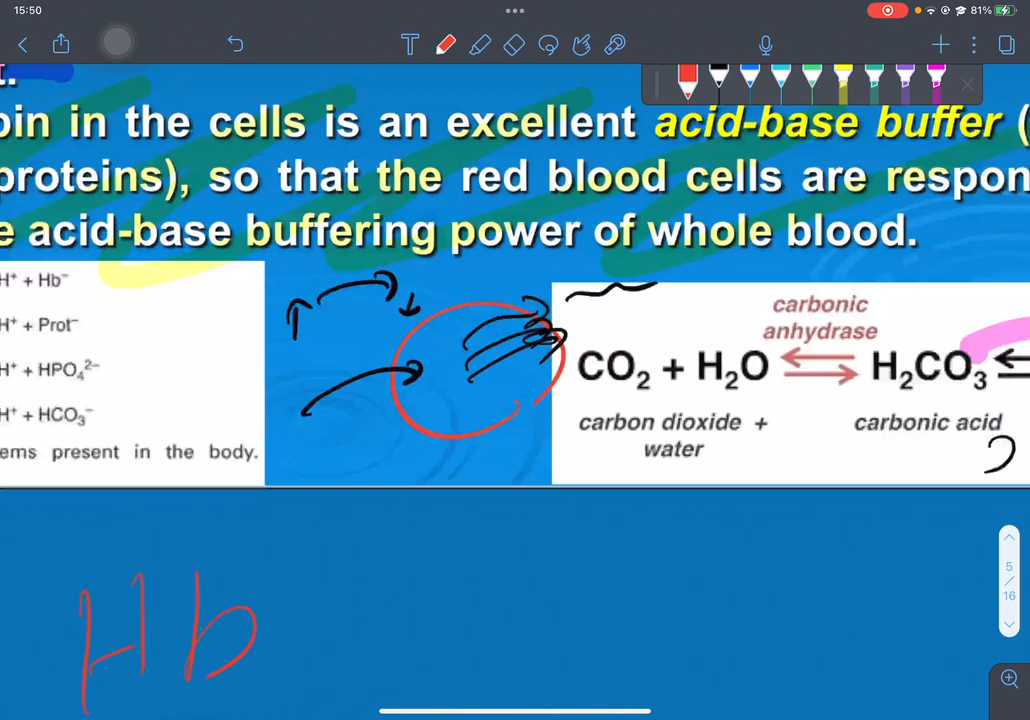 15:50
81%
t.
bin in the cells is an excellent acid-base buffer (
proteins), so that the red blood cells are respon
e acid-base buffering power of whole blood.
H⁺ + Hb⁻
H⁺ + Prot⁻
H⁺ + HPO₄²⁻
H⁺ + HCO₃⁻
ems present in the body.
carbonic
anhydrase
CO₂ + H₂O ⇌ H₂CO₃
carbon dioxide +
water
carbonic acid
5
/
16
Hb